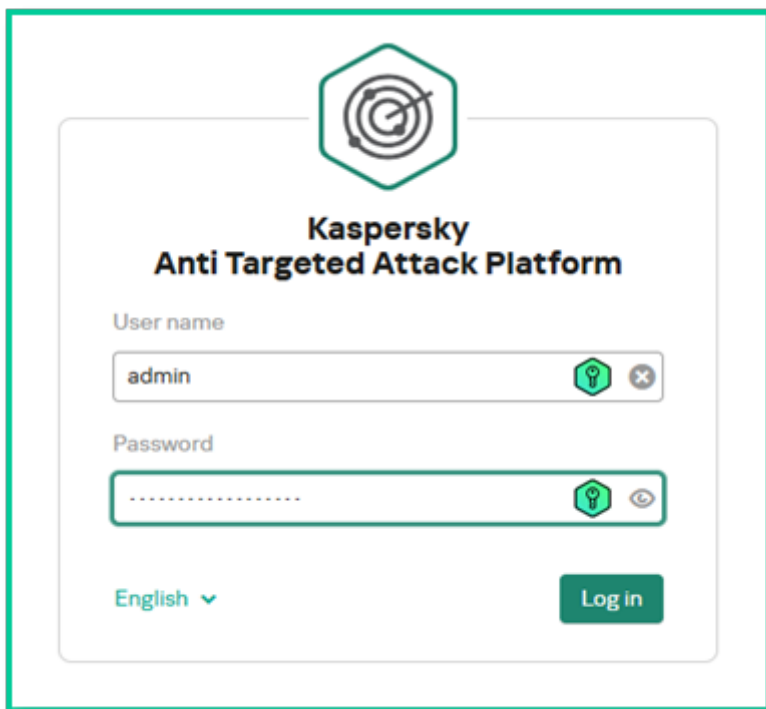 Kaspersky
Anti Targeted Attack Platform
User name
admin
Password
English
Log in